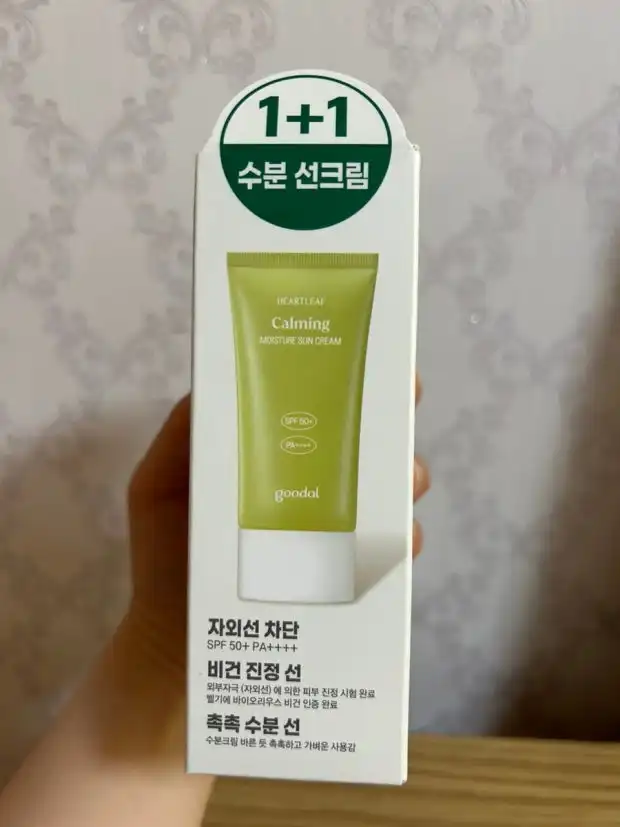 1+1
수분 선크림
HEARTLEAF
Calming
MOISTURE SUN CREAM
SPF 50+
PA++++
goodal
자외선 차단
SPF 50+ PA++++
비건 진정 선
외부자극 (자외선) 에 의한 피부 진정 시험 완료
벨기에 바이오리우스 비건 인증 완료
촉촉 수분 선
수분크림 바른 듯 촉촉하고 가벼운 사용감